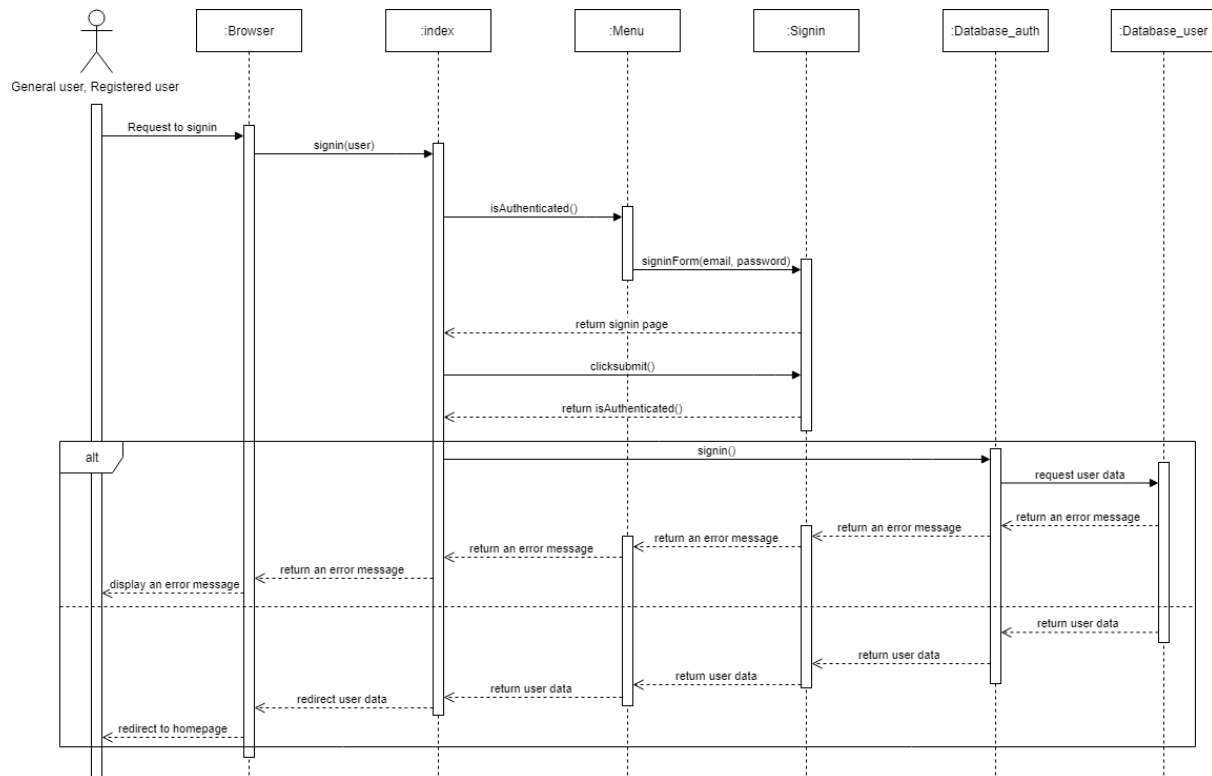 :Browser
:index
:Menu
:Signin
:Database_auth
:Database_user
General user, Registered user
Request to signin
signin(user)
isAuthenticated()
signinForm(email, password)
return signin page
clicksubmit()
return isAuthenticated()
alt
signin()
request user data
return an error message
return an error message
return an error message
return an error message
return an error message
display an error message
return user data
return user data
return user data
return user data
redirect user data
redirect to homepage